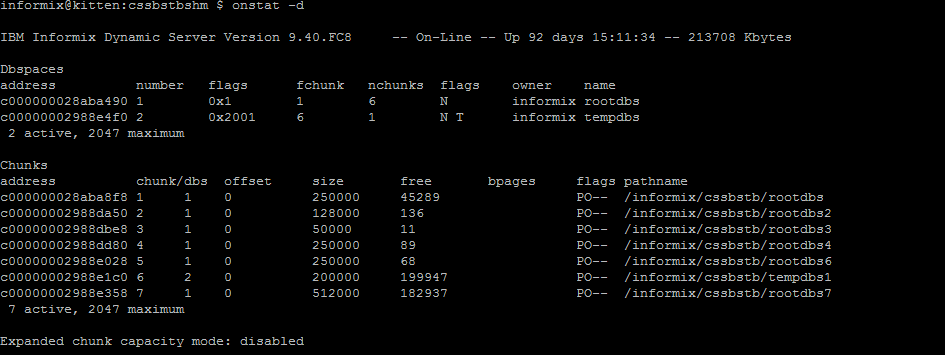 informix@kitten:cssbstbshm $ onstat -d
IBM Informix Dynamic Server Version 9.40.FC8     -- On-Line -- Up 92 days 15:11:34 -- 213708 Kbytes
Dbspaces
address          number   flags      fchunk   nchunks  flags    owner    name
c000000028aba490 1        0x1        1        6        N        informix rootdbs
c00000002988e4f0 2        0x2001     6        1        N T      informix tempdbs
 2 active, 2047 maximum
Chunks
address          chunk/dbs  offset     size       free       bpages     flags pathname
c000000028aba8f8 1     1    0          250000     45289                 PO--  /informix/cssbstb/rootdbs
c00000002988da50 2     1    0          128000     136                   PO--  /informix/cssbstb/rootdbs2
c00000002988dbe8 3     1    0          50000      11                    PO--  /informix/cssbstb/rootdbs3
c00000002988dd80 4     1    0          250000     89                    PO--  /informix/cssbstb/rootdbs4
c00000002988e028 5     1    0          250000     68                    PO--  /informix/cssbstb/rootdbs6
c00000002988e1c0 6     2    0          200000     199947                PO--  /informix/cssbstb/tempdbs1
c00000002988e358 7     1    0          512000     182937                PO--  /informix/cssbstb/rootdbs7
 7 active, 2047 maximum
Expanded chunk capacity mode: disabled